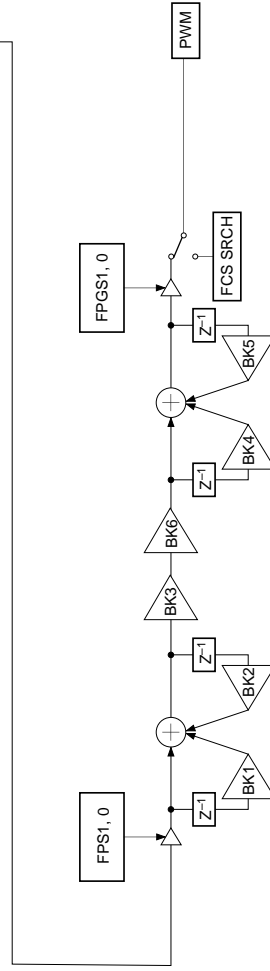 PWM
FPGS1, 0
FCS SRCH
Z⁻¹
BK5
Z⁻¹
BK4
BK6
BK3
Z⁻¹
BK2
Z⁻¹
BK1
FPS1, 0